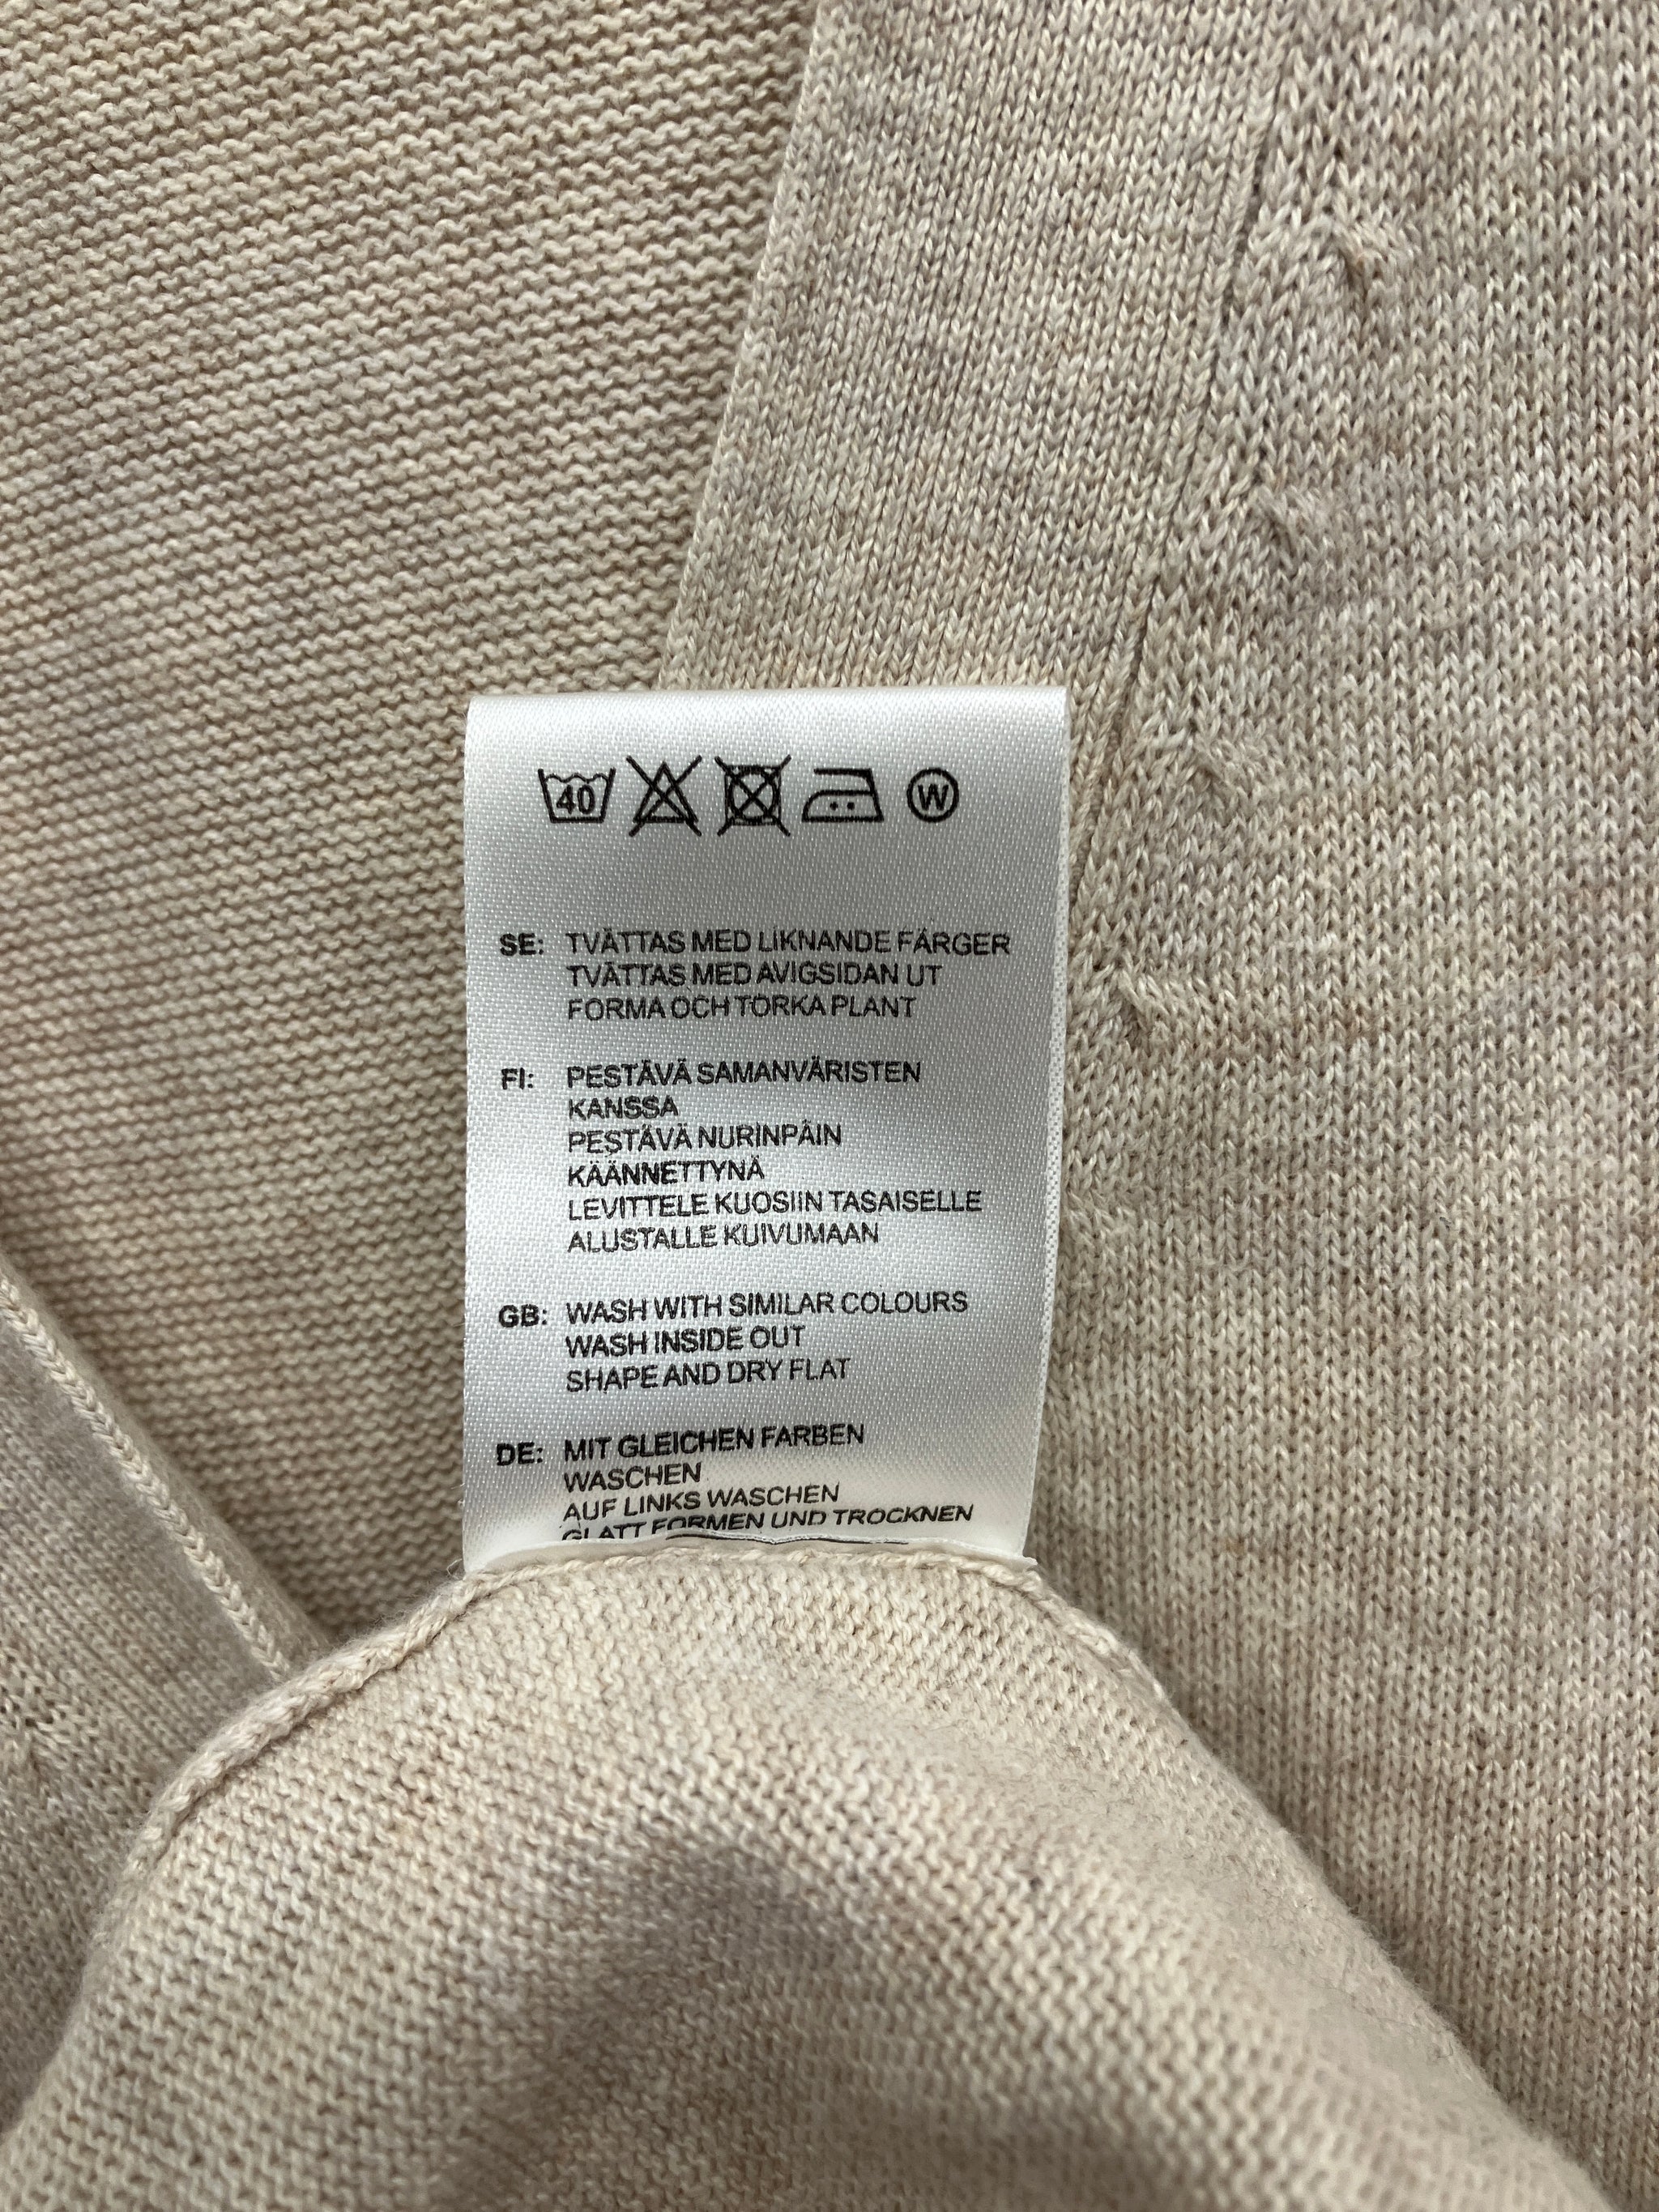 40 W
SE: TVÄTTAS MED LIKNANDE FÄRGER
TVÄTTAS MED AVIGSIDAN UT
FORMA OCH TORKA PLANT
FI: PESTÄVÄ SAMANVÄRISTEN
KANSSA
PESTÄVÄ NURINPÄIN
KÄÄNNETTYNÄ
LEVITTELE KUOSIIN TASAISELLE
ALUSTALLE KUIVUMAAN
GB: WASH WITH SIMILAR COLOURS
WASH INSIDE OUT
SHAPE AND DRY FLAT
DE: MIT GLEICHEN FARBEN
WASCHEN
AUF LINKS WASCHEN
GLATT FORMEN UND TROCKNEN